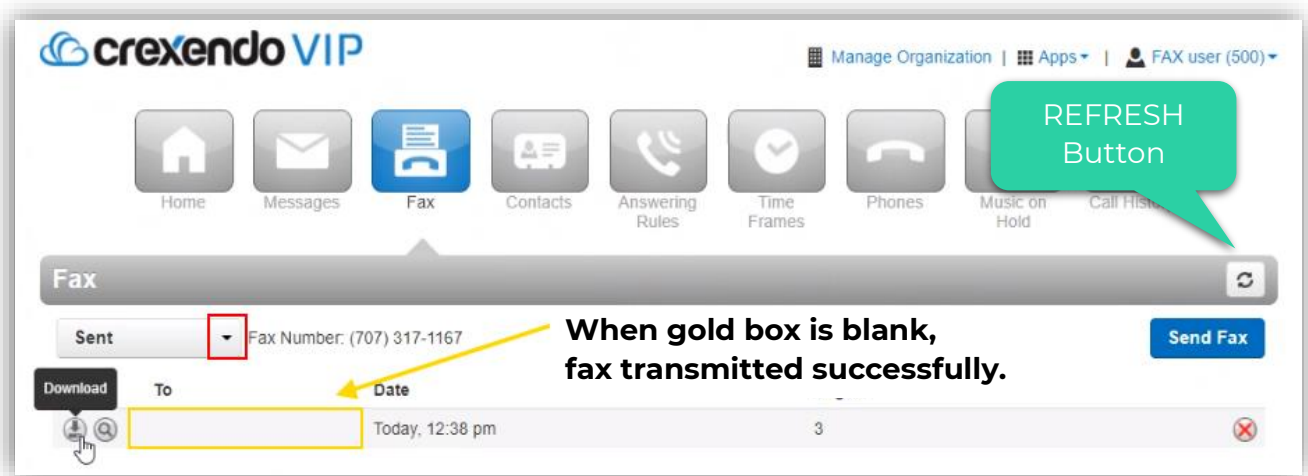 crexendo VIP
Manage Organization | Apps | FAX user (500)
REFRESH
Button
Home
Messages
Fax
Contacts
Answering
Rules
Time
Frames
Phones
Music on
Hold
Call
Fax
Sent
Fax Number: (707) 317-1167
When gold box is blank,
fax transmitted successfully.
Send Fax
Download
To
Date
Today, 12:38 pm
3